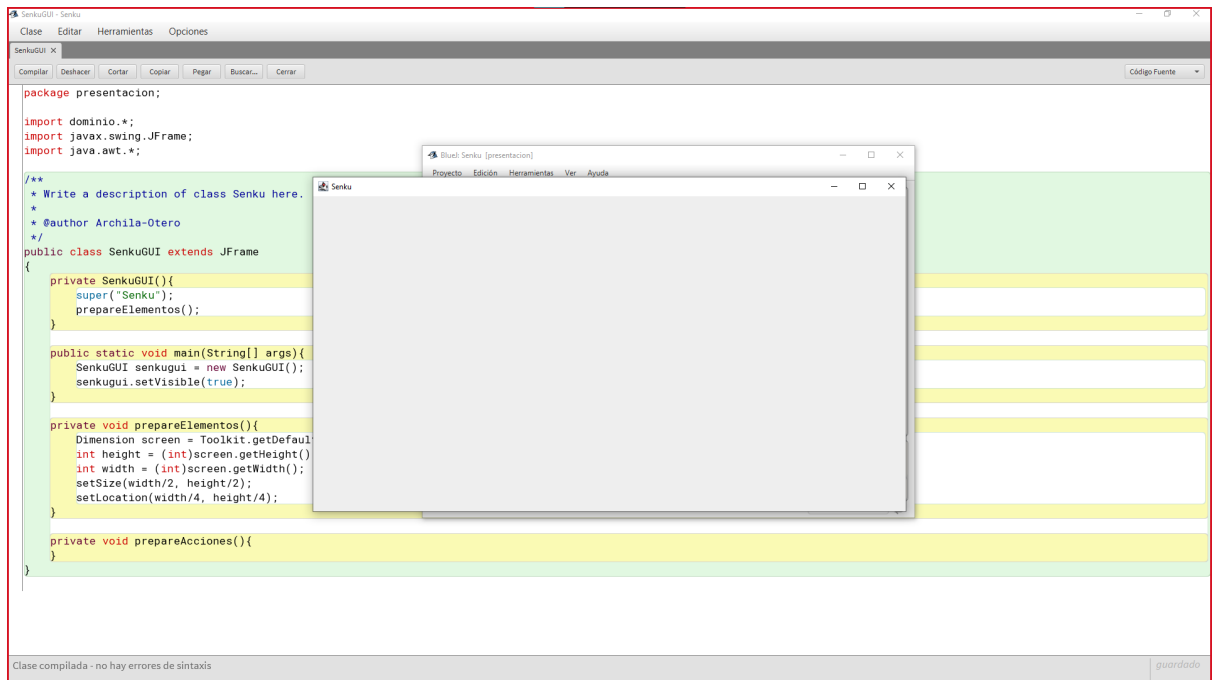 SenkuGUI - Senku
Clase Editar Herramientas Opciones
SenkuGUI X
Compilar Deshacer Cortar Copiar Pegar Buscar... Cerrar Código Fuente
package presentacion;
import dominio.*;
import javax.swing.JFrame;
import java.awt.*;
BlueJ: Senku [presentacion]
Proyecto Edición Herramientas Ver Ayuda
Senku
/**
* Write a description of class Senku here.
*
* @author Archila-Otero
*/
public class SenkuGUI extends JFrame
{
private SenkuGUI(){
super("Senku");
prepareElementos();
}
public static void main(String[] args){
SenkuGUI senkugui = new SenkuGUI();
senkugui.setVisible(true);
}
private void prepareElementos(){
Dimension screen = Toolkit.getDefaul
int height = (int)screen.getHeight()
int width = (int)screen.getWidth();
setSize(width/2, height/2);
setLocation(width/4, height/4);
}
private void prepareAcciones(){
}
}
Clase compilada - no hay errores de sintaxis
guardado